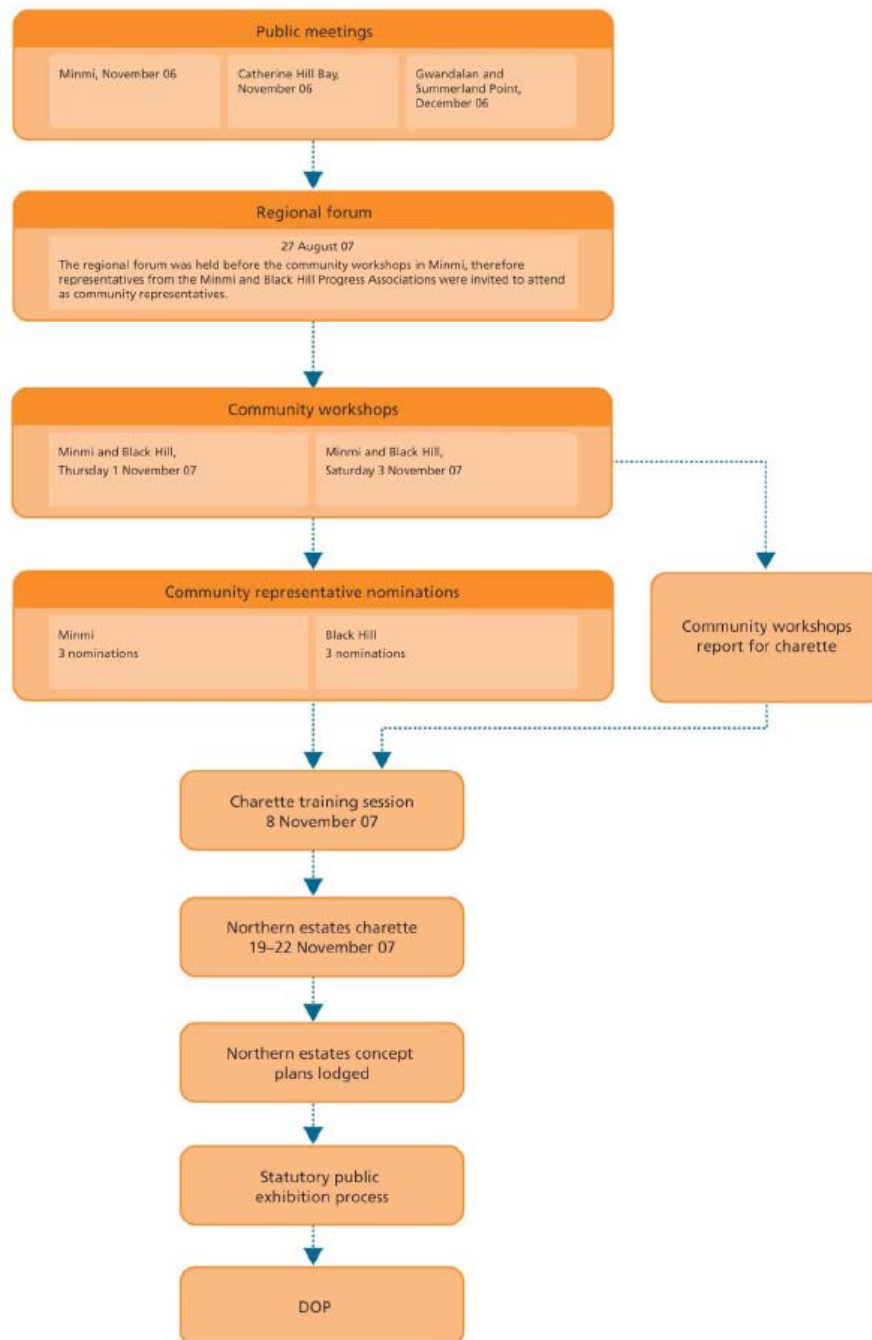 Public meetings
Minmi, November 06
Catherine Hill Bay,
November 06
Gwandalan and
Summerland Point,
December 06
Regional forum
27 August 07
The regional forum was held before the community workshops in Minmi, therefore
representatives from the Minmi and Black Hill Progress Associations were invited to attend
as community representatives.
Community workshops
Minmi and Black Hill,
Thursday 1 November 07
Minmi and Black Hill,
Saturday 3 November 07
Community representative nominations
Minmi
3 nominations
Black Hill
3 nominations
Community workshops
report for charette
Charette training session
8 November 07
Northern estates charette
19–22 November 07
Northern estates concept
plans lodged
Statutory public
exhibition process
DOP